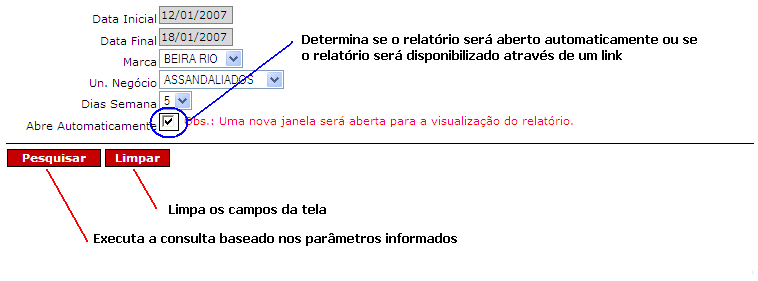 Data Inicial 12/01/2007
Data Final 18/01/2007
Determina se o relatório será aberto automaticamente ou se
o relatório será disponibilizado através de um link
Marca BEIRA RIO
Un. Negócio ASSANDALIADOS
Dias Semana 5
Abre Automaticamente Obs.: Uma nova janela será aberta para a visualização do relatório.
Pesquisar Limpar
Limpa os campos da tela
Executa a consulta baseado nos parâmetros informados